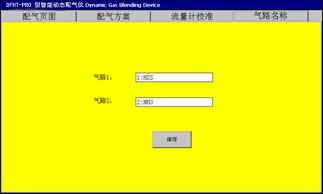 DFHT-PRO 型智能动态配气仪 Dynamic Gas Blending Device
配气页面 配气方案 流量计校准 气路名称
气路1: 1:H2S
气路2: 2:NH3
保存